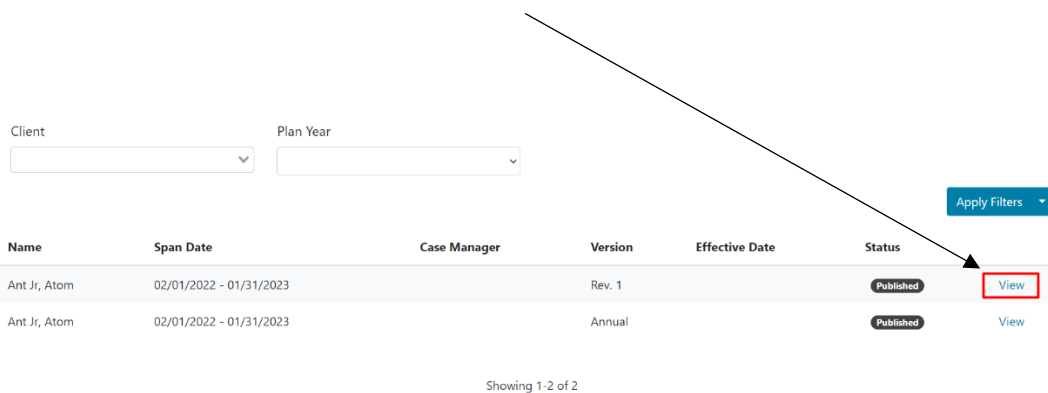 Client Plan Year
Apply Filters
Name Span Date Case Manager Version Effective Date Status
Ant Jr, Atom 02/01/2022 - 01/31/2023 Rev. 1 Published View
Ant Jr, Atom 02/01/2022 - 01/31/2023 Annual Published View
Showing 1-2 of 2